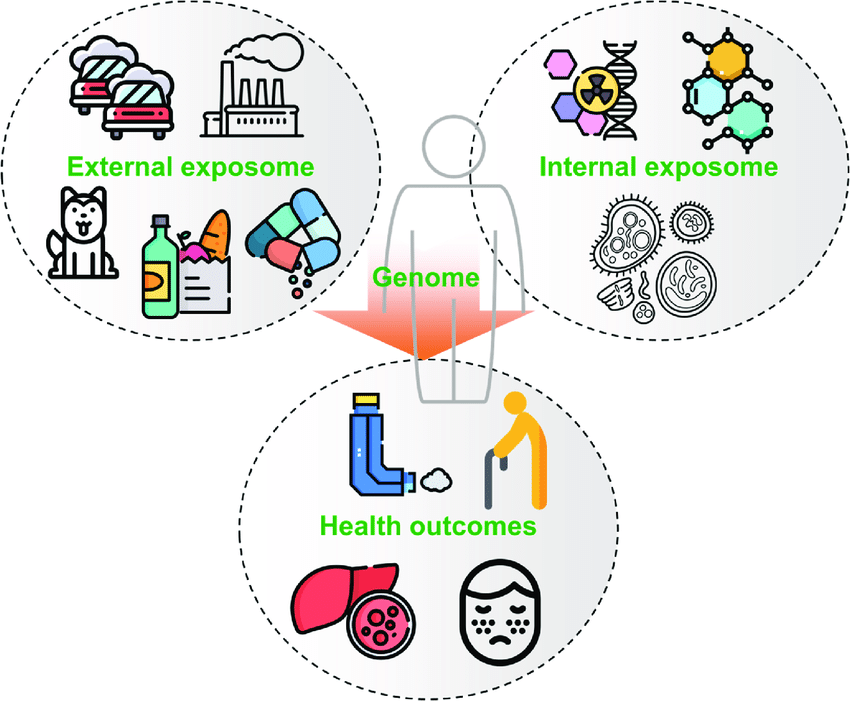 External exposome
Internal exposome
Genome
Health outcomes